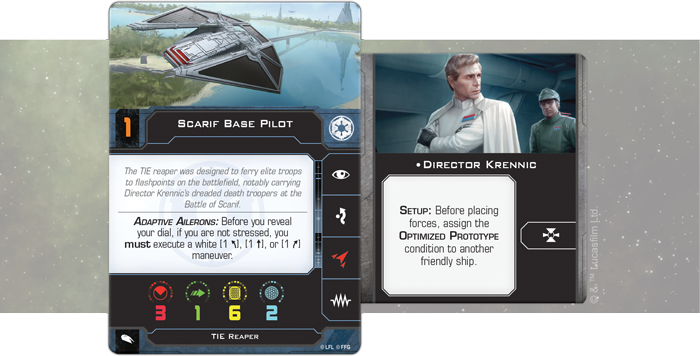 1
SCARIF BASE PILOT
The TIE reaper was designed to ferry elite troops
to flashpoints on the battlefield, notably carrying
Director Krennic's dreaded death troopers at the
Battle of Scarif.
ADAPTIVE AILERONS: Before you reveal
your dial, if you are not stressed, you
must execute a white [1 ↰], [1 ↑], or [1 ↱]
maneuver.
3 1 6 2
TIE REAPER
©LFL ©FFG
•DIRECTOR KRENNIC
SETUP: Before placing
forces, assign the
OPTIMIZED PROTOTYPE
condition to another
friendly ship.
© & ™ Lucasfilm Ltd.